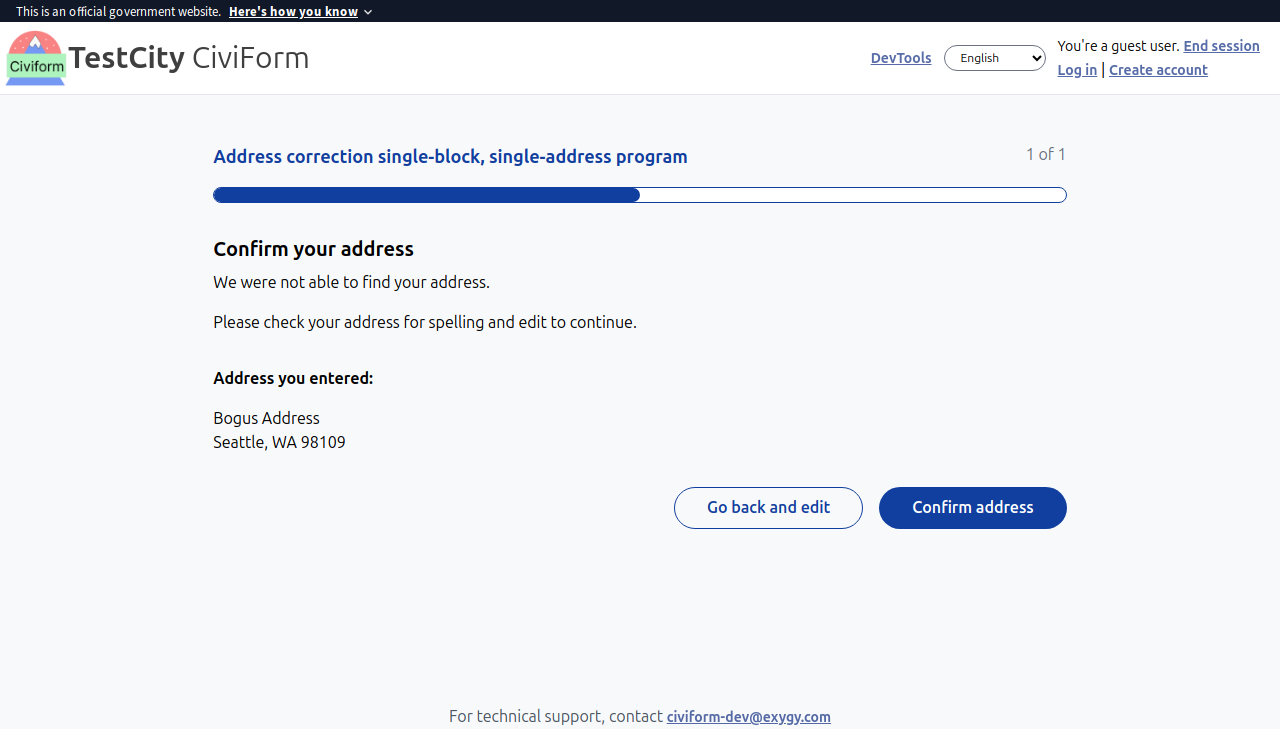 This is an official government website. Here's how you know
Civiform
TestCity CiviForm
DevTools
English
You're a guest user. End session
Log in | Create account
Address correction single-block, single-address program
1 of 1
Confirm your address
We were not able to find your address.
Please check your address for spelling and edit to continue.
Address you entered:
Bogus Address
Seattle, WA 98109
Go back and edit
Confirm address
For technical support, contact civiform-dev@exygy.com